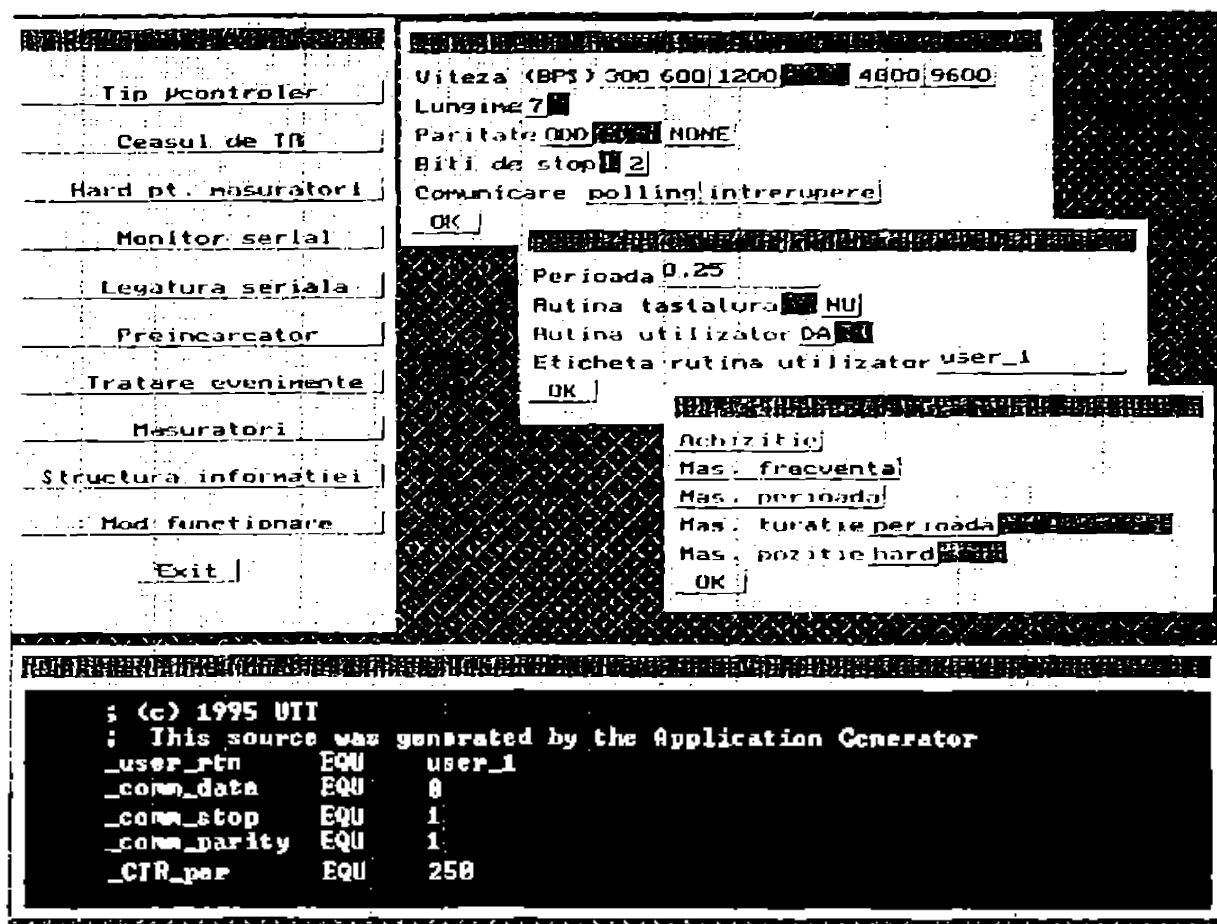 Tip µcontroler
Ceasul de TR
Hard pt. masuratori
Monitor serial
Legatura seriala
Preincarcator
Tratare evenimente
Masuratori
Structura informatiei
Mod functionare
Exit
Viteza (BPS) 300 600 1200 4800 9600
Lungime 7
Paritate ODD NONE
Biti de stop 1 2
Comunicare polling intrerupere
OK
Perioada 0.25
Rutina tastatura NU
Rutina utilizator DA
Eticheta rutina utilizator user_1
OK
Achizitie
Mas. frecventa
Mas. perioada
Mas. turatie perioada
Mas. pozitie hard
OK
; (c) 1995 UTI
; This source was generated by the Application Generator
_user_rtn EQU user_1
_comm_data EQU 8
_comm_stop EQU 1
_comm_parity EQU 1
_CTR_per EQU 250